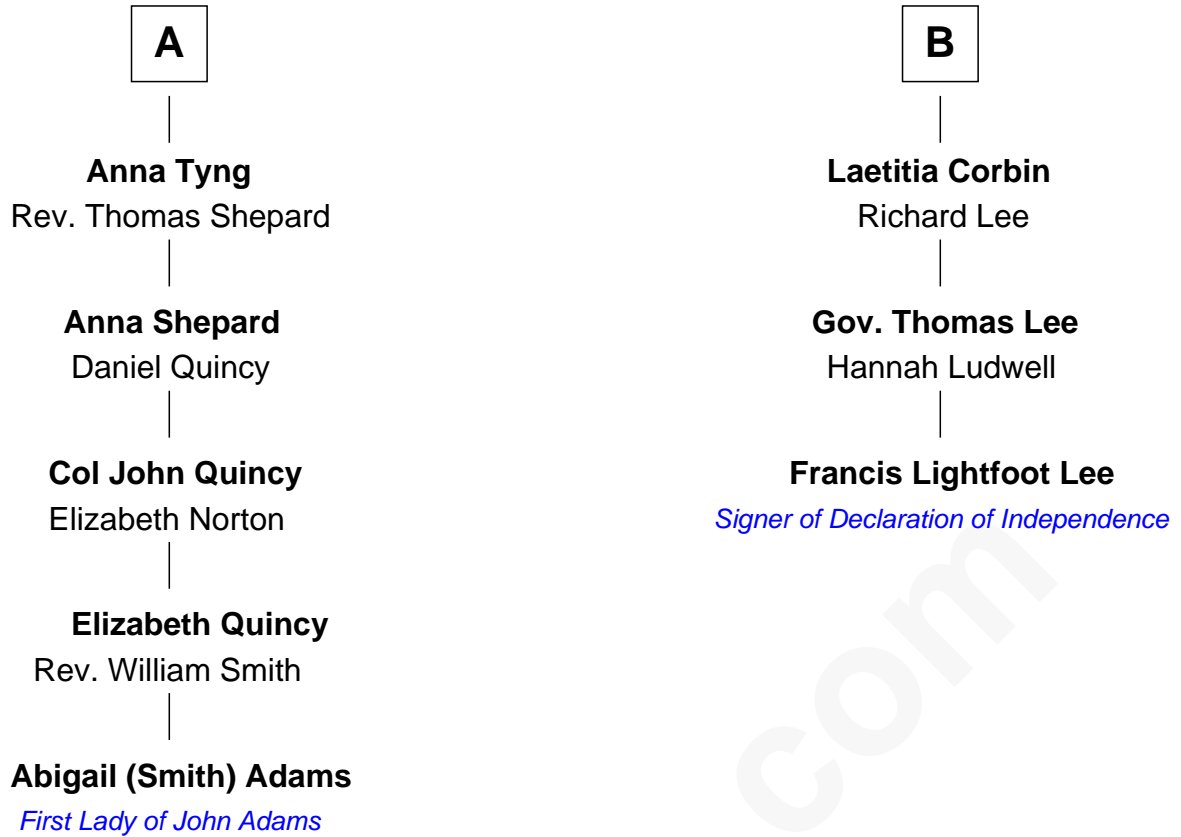 A
Anna Tyng
Rev. Thomas Shepard
Anna Shepard
Daniel Quincy
Col John Quincy
Elizabeth Norton
Elizabeth Quincy
Rev. William Smith
Abigail (Smith) Adams
First Lady of John Adams
B
Laetitia Corbin
Richard Lee
Gov. Thomas Lee
Hannah Ludwell
Francis Lightfoot Lee
Signer of Declaration of Independence
com